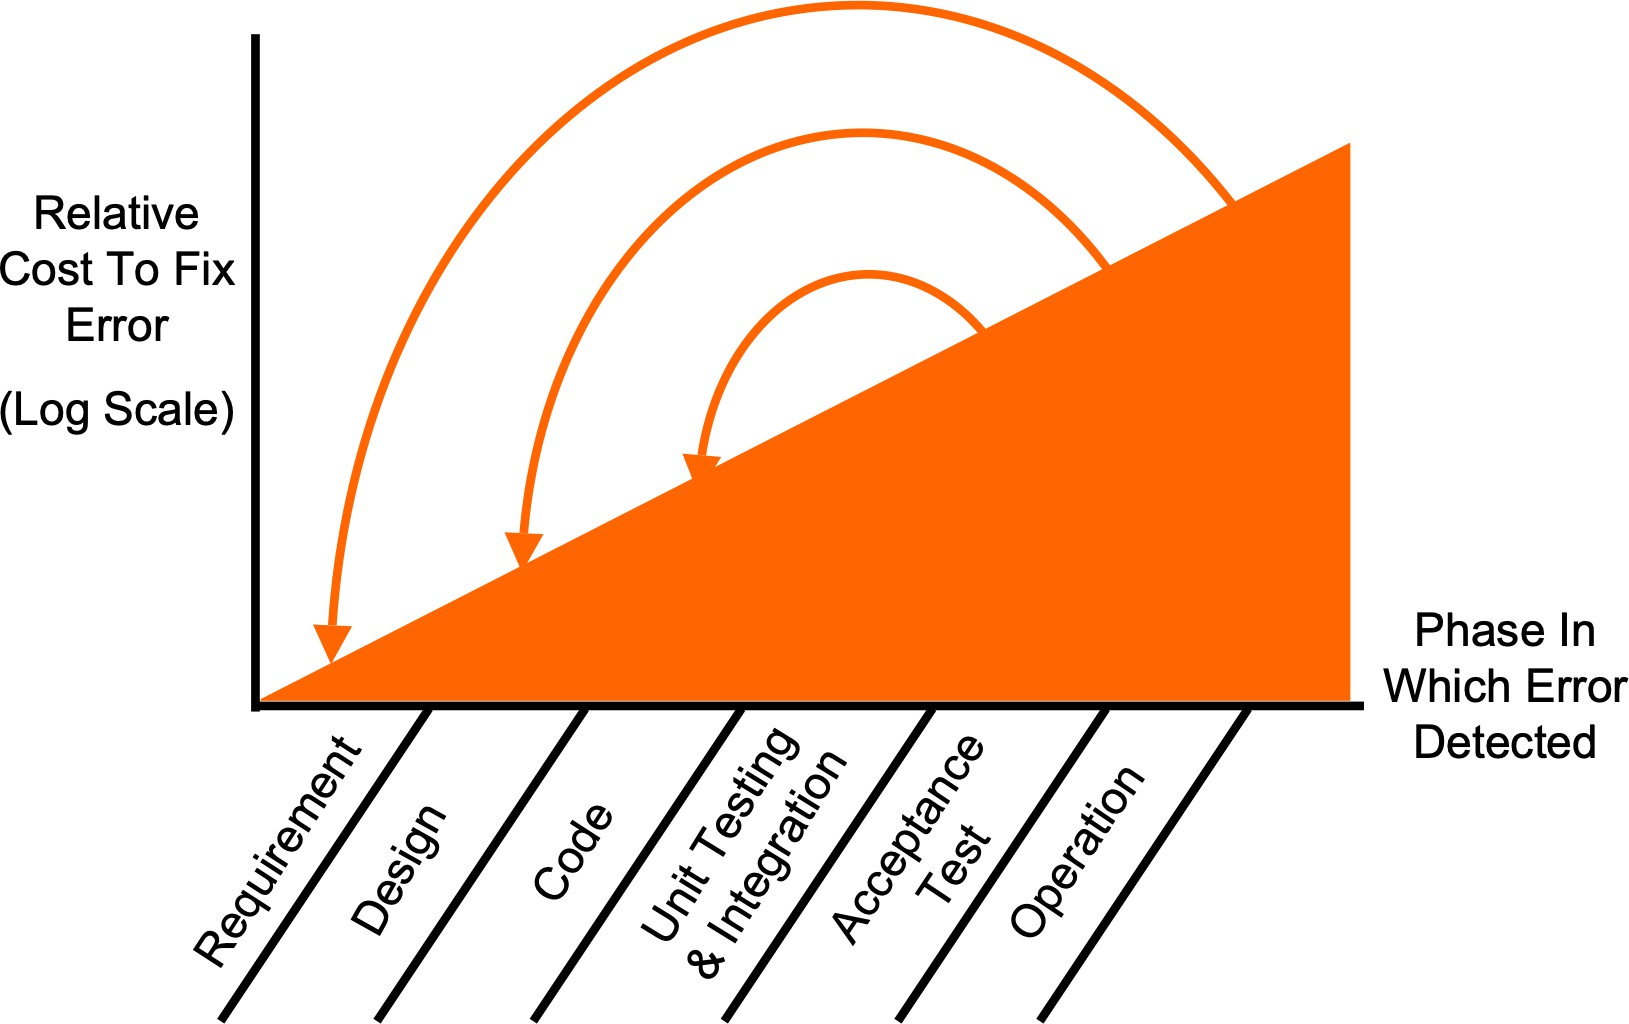 Relative
Cost To Fix
Error
(Log Scale)
Phase In
Which Error
Detected
Requirement
Design
Code
Unit Testing
& Integration
Acceptance
Test
Operation